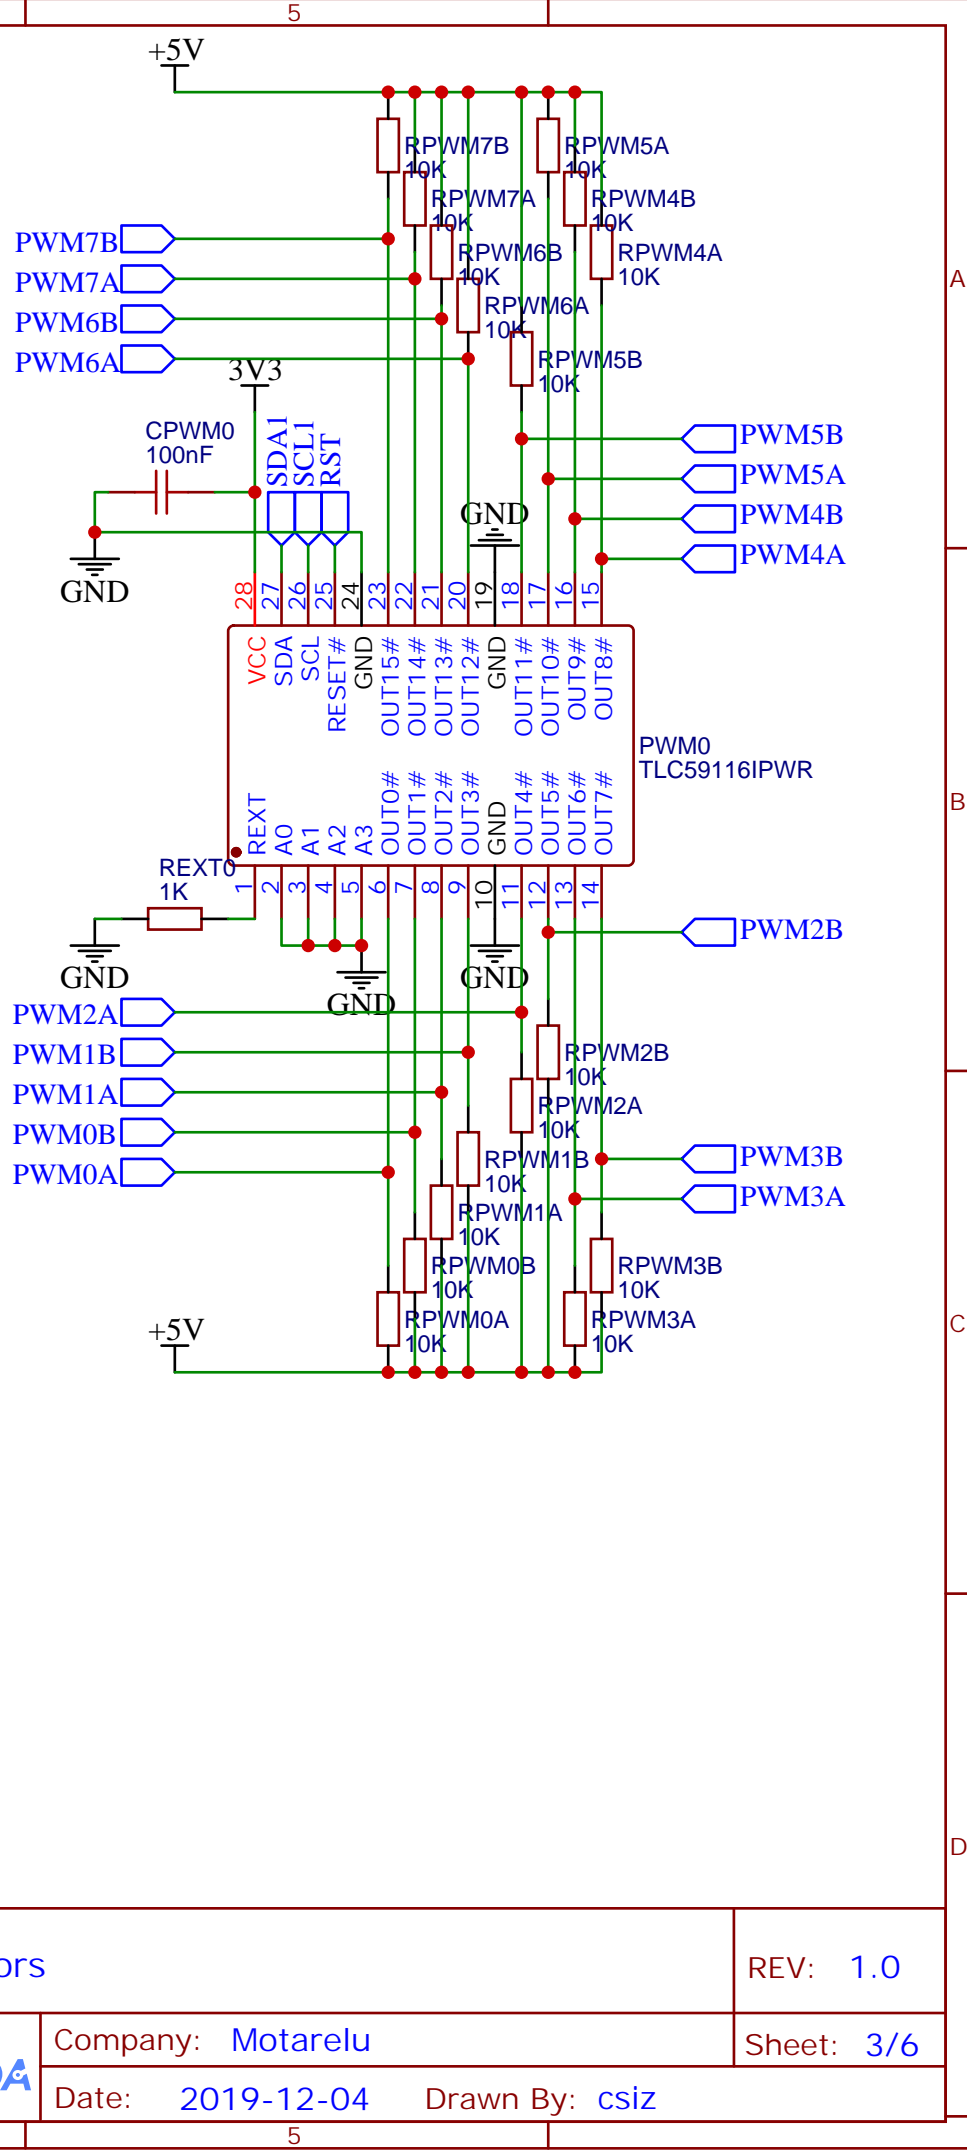 5
+5V
RPWM7B
10K
RPWM5A
10K
RPWM7A
10K
RPWM4B
10K
PWM7B
RPWM6B
10K
RPWM4A
10K
PWM7A
A
PWM6B
RPWM6A
10K
PWM6A
3V3
RPWM5B
10K
CPWM0
100nF
SDA1
SCL1
RST
PWM5B
PWM5A
GND
PWM4B
PWM4A
GND
28
27
26
25
24
23
22
21
20
19
18
17
16
15
VCC
SDA
SCL
RESET#
GND
OUT15#
OUT14#
OUT13#
OUT12#
GND
OUT11#
OUT10#
OUT9#
OUT8#
PWM0
TLC59116IPWR
B
REXT
A0
A1
A2
A3
OUT0#
OUT1#
OUT2#
OUT3#
GND
OUT4#
OUT5#
OUT6#
OUT7#
REXT0
1K
1
2
3
4
5
6
7
8
9
10
11
12
13
14
PWM2B
GND
GND
GND
PWM2A
PWM1B
RPWM2B
10K
PWM1A
RPWM2A
10K
PWM0B
RPWM1B
10K
PWM3B
PWM0A
PWM3A
RPWM1A
10K
RPWM0B
10K
RPWM3B
10K
RPWM0A
10K
RPWM3A
10K
C
+5V
D
ors
REV: 1.0
Company: Motarelu
Sheet: 3/6
DA
Date: 2019-12-04 Drawn By: csiz
5